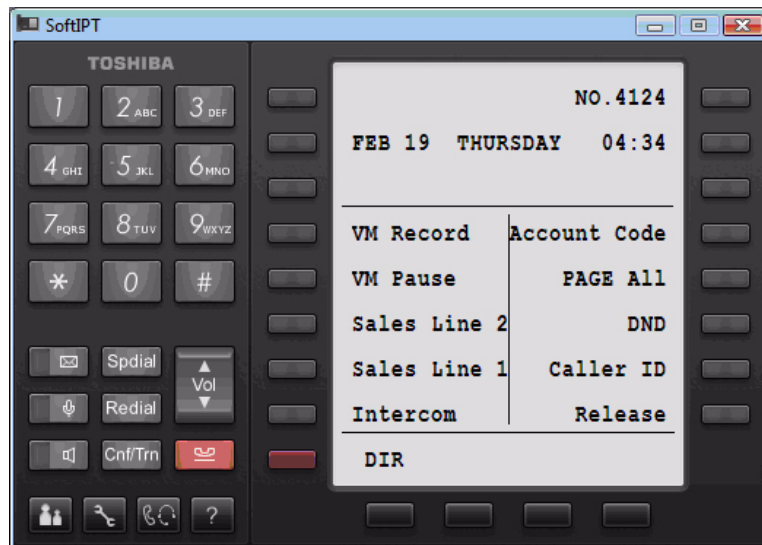 SoftIPT
TOSHIBA
1 2 ABC 3 DEF
4 GHI 5 JKL 6 MNO
7 PQRS 8 TUV 9 WXYZ
* 0 #
Spdial
Vol
Redial
Cnf/Trn
?
NO.4124
FEB 19 THURSDAY 04:34
VM Record Account Code
VM Pause PAGE All
Sales Line 2 DND
Sales Line 1 Caller ID
Intercom Release
DIR